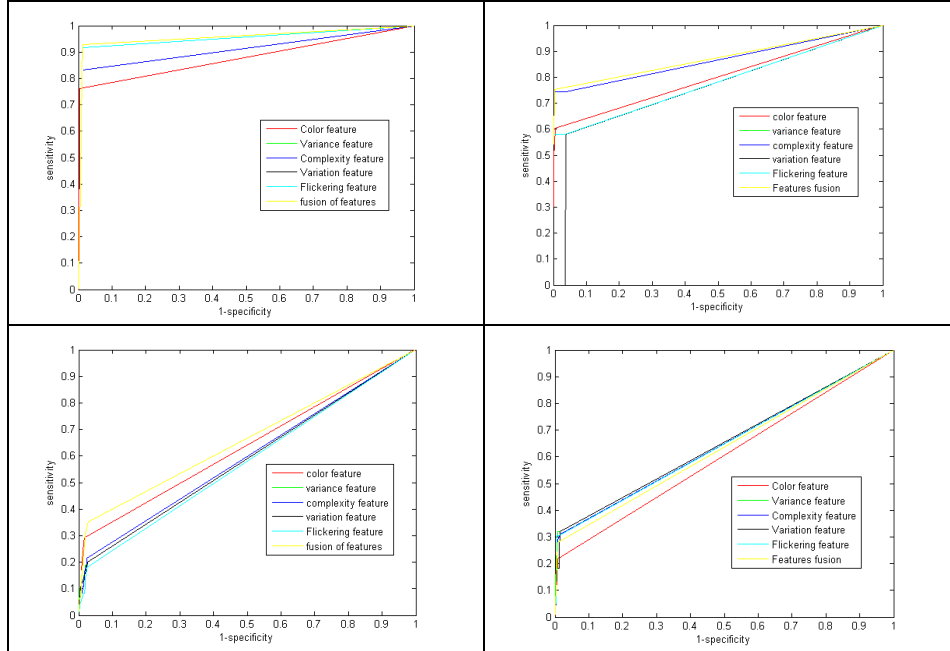 1
0.9
0.8
0.7
0.6
0.5
0.4
0.3
0.2
0.1
0
sensitivity
Color feature
Variance feature
Complexity feature
Variation feature
Flickering feature
fusion of features
0.1 0.2 0.3 0.4 0.5 0.6 0.7 0.8 0.9 1
1-specificity
1
0.9
0.8
0.7
0.6
0.5
0.4
0.3
0.2
0.1
0
sensitivity
color feature
variance feature
complexity feature
variation feature
Flickering feature
Features fusion
0 0.1 0.2 0.3 0.4 0.5 0.6 0.7 0.8 0.9 1
1-specificity
1
0.9
0.8
0.7
0.6
0.5
0.4
0.3
0.2
0.1
0
sensitivity
color feature
variance feature
complexity feature
variation feature
Flickering feature
fusion of features
0 0.1 0.2 0.3 0.4 0.5 0.6 0.7 0.8 0.9 1
1-specificity
1
0.9
0.8
0.7
0.6
0.5
0.4
0.3
0.2
0.1
0
sensitivity
Color feature
Variance feature
Complexity feature
Variation feature
Flickering feature
Features fusion
0 0.1 0.2 0.3 0.4 0.5 0.6 0.7 0.8 0.9 1
1-specificity